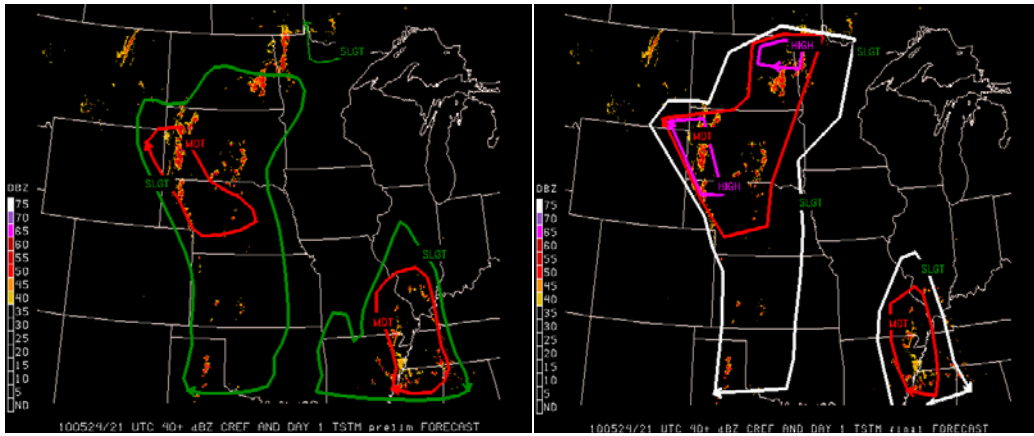 SLGT
MDT
SLGT
SLGT
MDT
DBZ
75
70
65
60
55
50
45
40
35
30
25
20
15
10
5
ND
100524/21 UTC 40+ dBZ CREF AND DAY 1 TSTM prelim FORECAST
HIGH
SLGT
MDT
HIGH
SLGT
SLGT
MDT
DBZ
75
70
65
60
55
50
45
40
35
30
25
20
15
10
5
ND
100524/21 UTC 40+ dBZ CREF AND DAY 1 TSTM final FORECAST